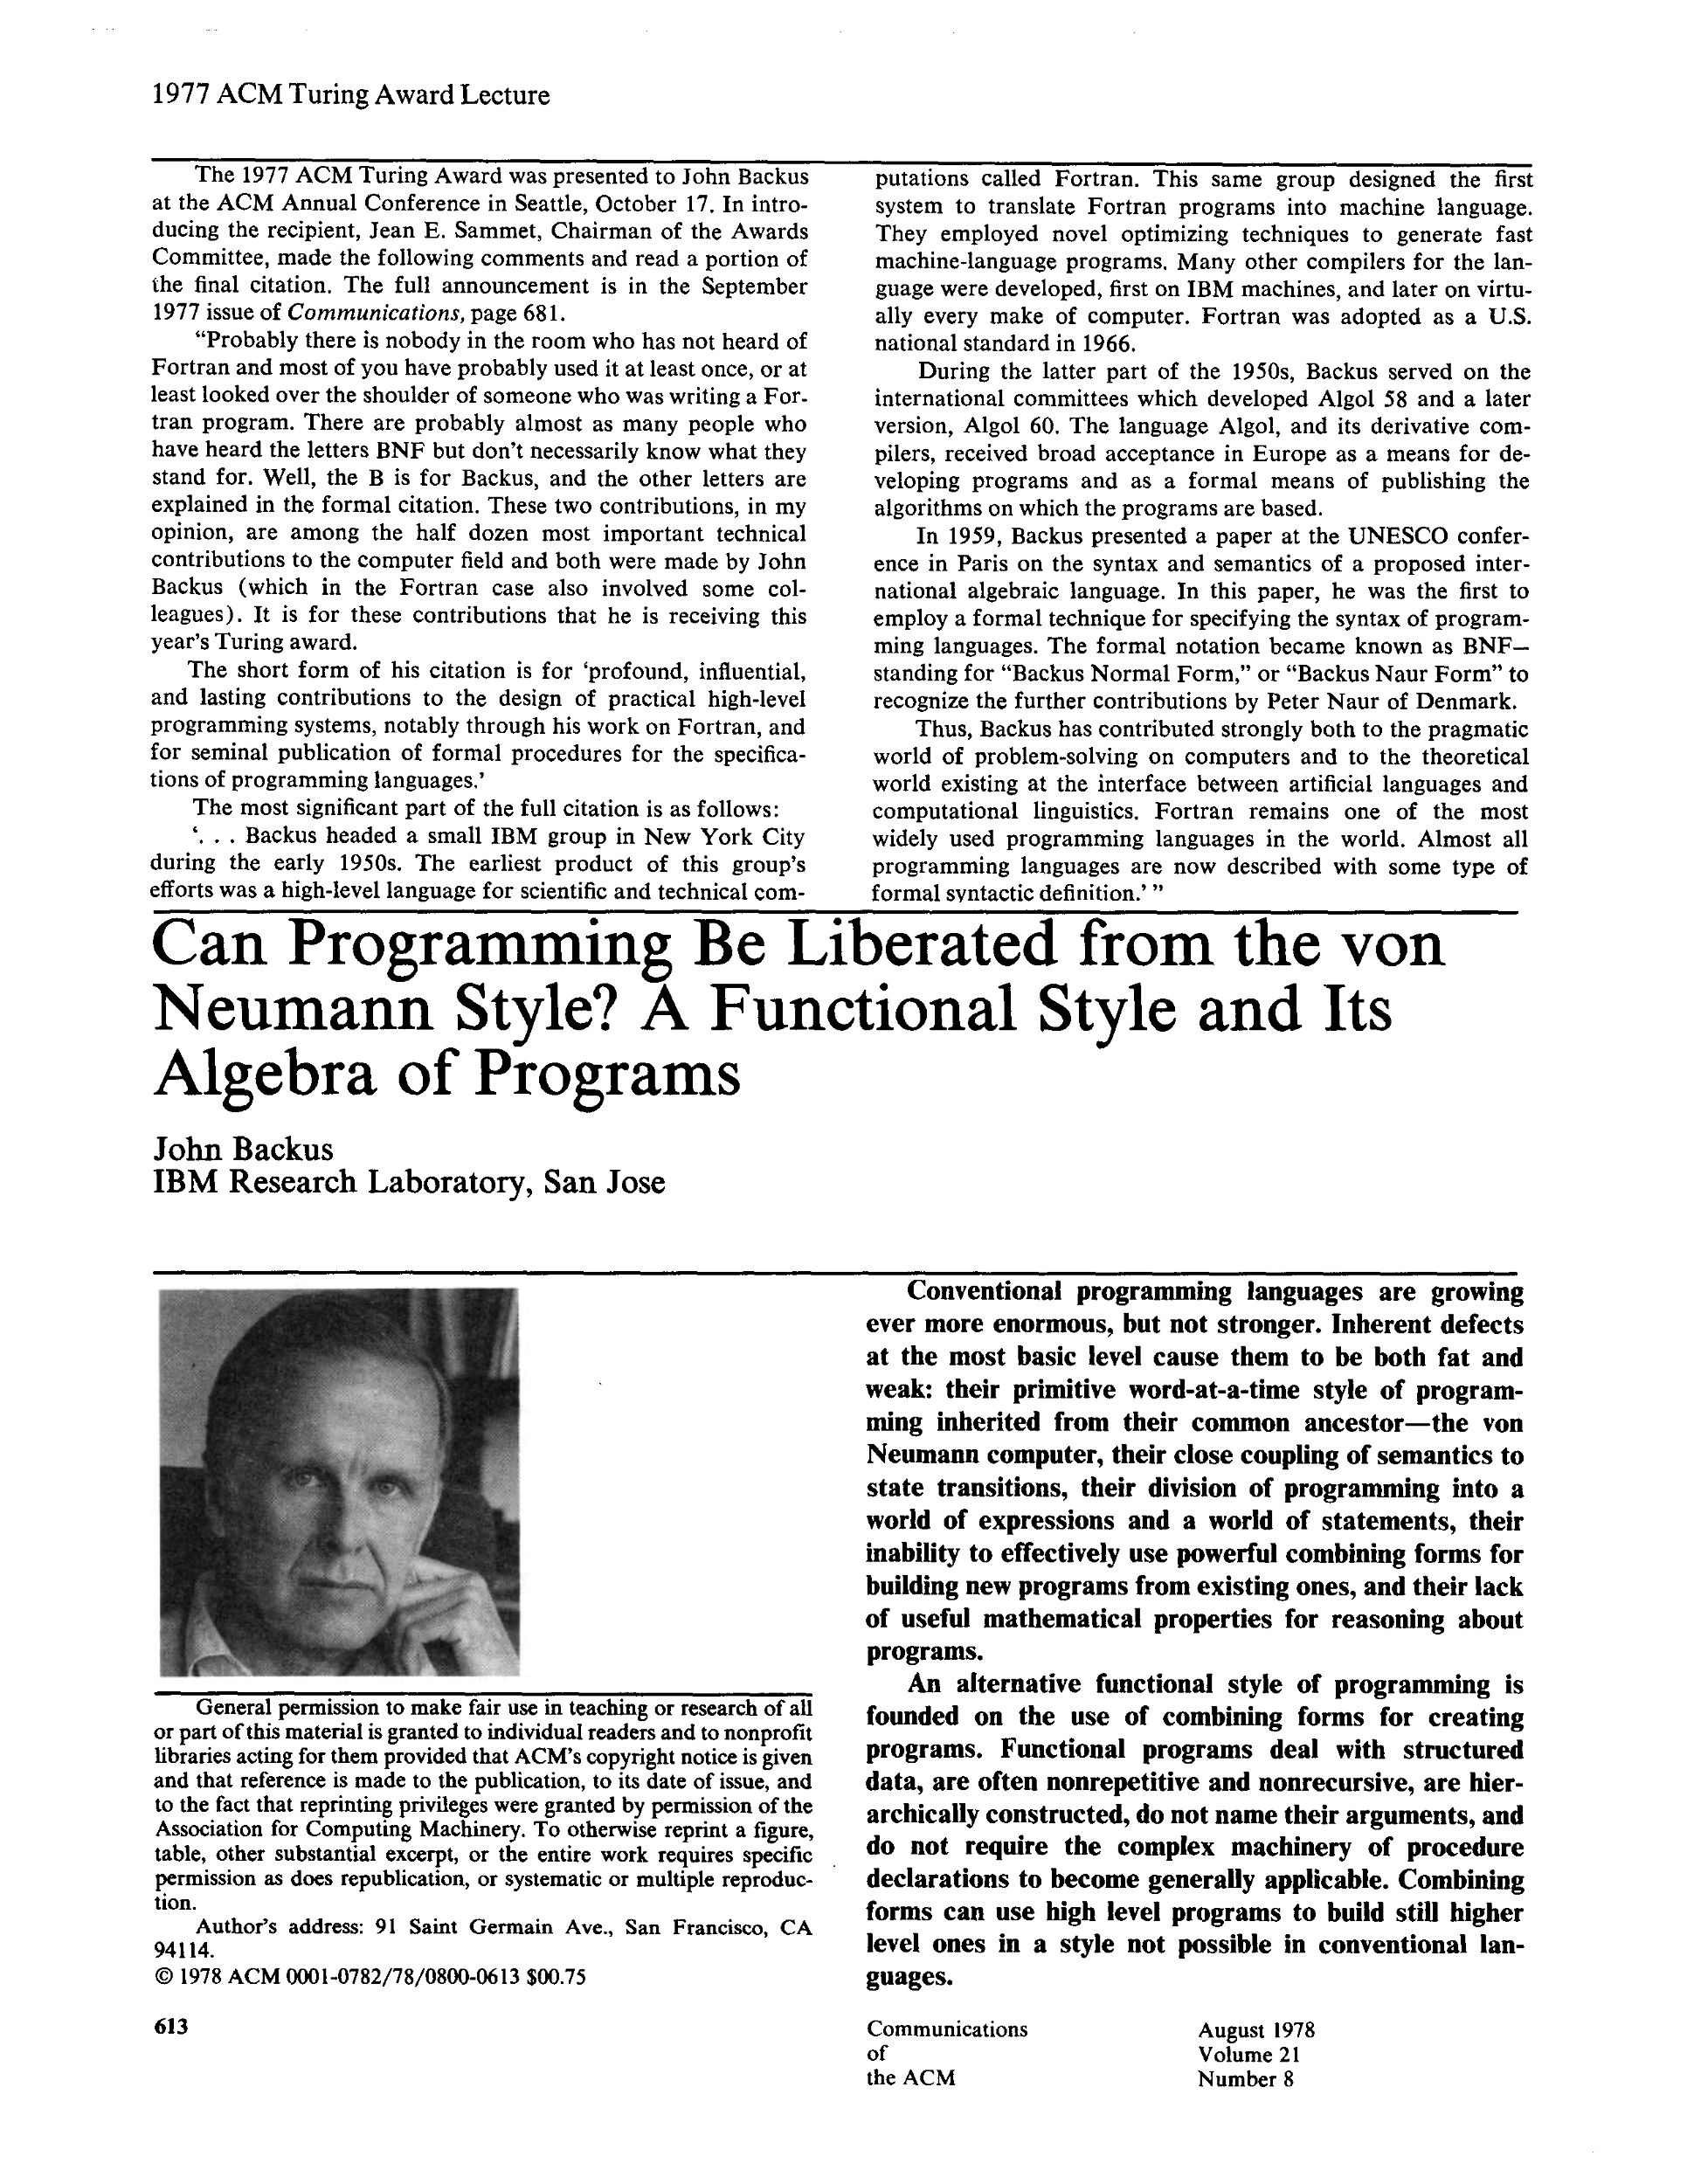 1977 ACM Turing Award Lecture
The 1977 ACM Turing Award was presented to John Backus
at the ACM Annual Conference in Seattle, October 17. In intro-
ducing the recipient, Jean E. Sammet, Chairman of the Awards
Committee, made the following comments and read a portion of
the final citation. The full announcement is in the September
1977 issue of Communications, page 681.
“Probably there is nobody in the room who has not heard of
Fortran and most of you have probably used it at least once, or at
least looked over the shoulder of someone who was writing a For-
tran program. There are probably almost as many people who
have heard the letters BNF but don't necessarily know what they
stand for. Well, the B is for Backus, and the other letters are
explained in the formal citation. These two contributions, in my
opinion, are among the half dozen most important technical
contributions to the computer field and both were made by John
Backus (which in the Fortran case also involved some col-
leagues). It is for these contributions that he is receiving this
year's Turing award.
The short form of his citation is for ‘profound, influential,
and lasting contributions to the design of practical high-level
programming systems, notably through his work on Fortran, and
for seminal publication of formal procedures for the specifica-
tions of programming languages.’
The most significant part of the full citation is as follows:
‘. . . Backus headed a small IBM group in New York City
during the early 1950s. The earliest product of this group's
efforts was a high-level language for scientific and technical com-
putations called Fortran. This same group designed the first
system to translate Fortran programs into machine language.
They employed novel optimizing techniques to generate fast
machine-language programs. Many other compilers for the lan-
guage were developed, first on IBM machines, and later on virtu-
ally every make of computer. Fortran was adopted as a U.S.
national standard in 1966.
During the latter part of the 1950s, Backus served on the
international committees which developed Algol 58 and a later
version, Algol 60. The language Algol, and its derivative com-
pilers, received broad acceptance in Europe as a means for de-
veloping programs and as a formal means of publishing the
algorithms on which the programs are based.
In 1959, Backus presented a paper at the UNESCO confer-
ence in Paris on the syntax and semantics of a proposed inter-
national algebraic language. In this paper, he was the first to
employ a formal technique for specifying the syntax of program-
ming languages. The formal notation became known as BNF—
standing for “Backus Normal Form,” or “Backus Naur Form” to
recognize the further contributions by Peter Naur of Denmark.
Thus, Backus has contributed strongly both to the pragmatic
world of problem-solving on computers and to the theoretical
world existing at the interface between artificial languages and
computational linguistics. Fortran remains one of the most
widely used programming languages in the world. Almost all
programming languages are now described with some type of
formal syntactic definition.’ ”
Can Programming Be Liberated from the von
Neumann Style? A Functional Style and Its
Algebra of Programs
John Backus
IBM Research Laboratory, San Jose
General permission to make fair use in teaching or research of all
or part of this material is granted to individual readers and to nonprofit
libraries acting for them provided that ACM's copyright notice is given
and that reference is made to the publication, to its date of issue, and
to the fact that reprinting privileges were granted by permission of the
Association for Computing Machinery. To otherwise reprint a figure,
table, other substantial excerpt, or the entire work requires specific
permission as does republication, or systematic or multiple reproduc-
tion.
Author's address: 91 Saint Germain Ave., San Francisco, CA
94114.
© 1978 ACM 0001-0782/78/0800-0613 $00.75
Conventional programming languages are growing
ever more enormous, but not stronger. Inherent defects
at the most basic level cause them to be both fat and
weak: their primitive word-at-a-time style of program-
ming inherited from their common ancestor—the von
Neumann computer, their close coupling of semantics to
state transitions, their division of programming into a
world of expressions and a world of statements, their
inability to effectively use powerful combining forms for
building new programs from existing ones, and their lack
of useful mathematical properties for reasoning about
programs.
An alternative functional style of programming is
founded on the use of combining forms for creating
programs. Functional programs deal with structured
data, are often nonrepetitive and nonrecursive, are hier-
archically constructed, do not name their arguments, and
do not require the complex machinery of procedure
declarations to become generally applicable. Combining
forms can use high level programs to build still higher
level ones in a style not possible in conventional lan-
guages.
613
Communications
of
the ACM
August 1978
Volume 21
Number 8